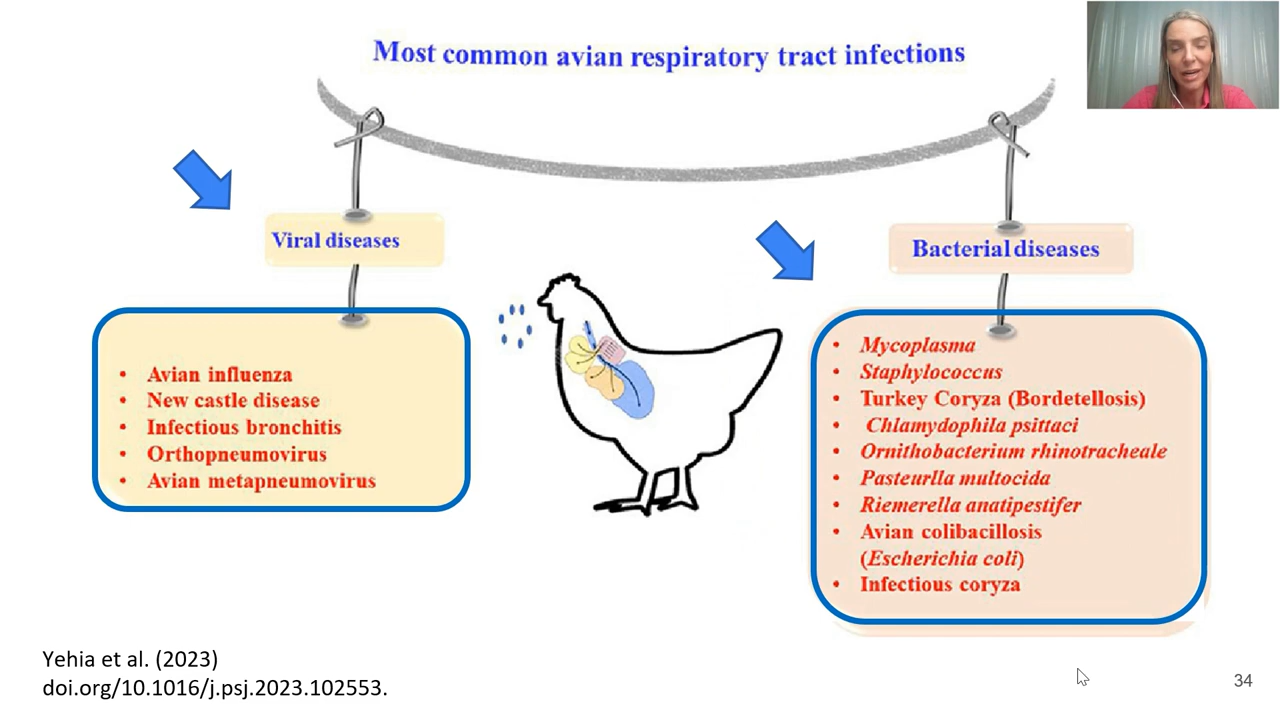 Most common avian respiratory tract infections
Viral diseases
• Avian influenza
• New castle disease
• Infectious bronchitis
• Orthopneumovirus
• Avian metapneumovirus
Bacterial diseases
• Mycoplasma
• Staphylococcus
• Turkey Coryza (Bordetellosis)
• Chlamydophila psittaci
• Ornithobacterium rhinotracheale
• Pasteurlla multocida
• Riemerella anatipestifer
• Avian colibacillosis
(Escherichia coli)
• Infectious coryza
Yehia et al. (2023)
doi.org/10.1016/j.psj.2023.102553.
34